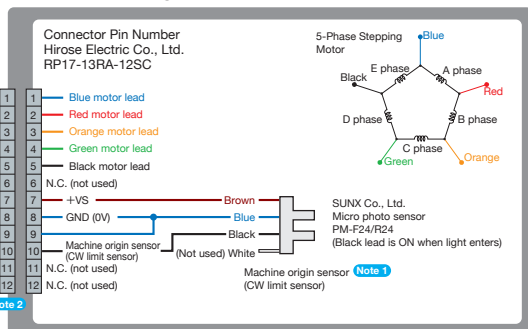 Connector Pin Number
Hirose Electric Co., Ltd.
RP17-13RA-12SC
5-Phase Stepping
Motor
Blue
E phase
A phase
Black
Red
D phase
B phase
C phase
Green
Orange
1 1 Blue motor lead
2 2 Red motor lead
3 3 Orange motor lead
4 4 Green motor lead
5 5 Black motor lead
6 6 N.C. (not used)
7 7 +VS Brown
8 8 GND (0V) Blue
9 9 Black
10 10 Machine origin sensor
(CW limit sensor)
(Not used) White
11 11 N.C. (not used)
12 12 N.C. (not used)
SUNX Co., Ltd.
Micro photo sensor
PM-F24/R24
(Black lead is ON when light enters)
Machine origin sensor Note 1
(CW limit sensor)
ote 2